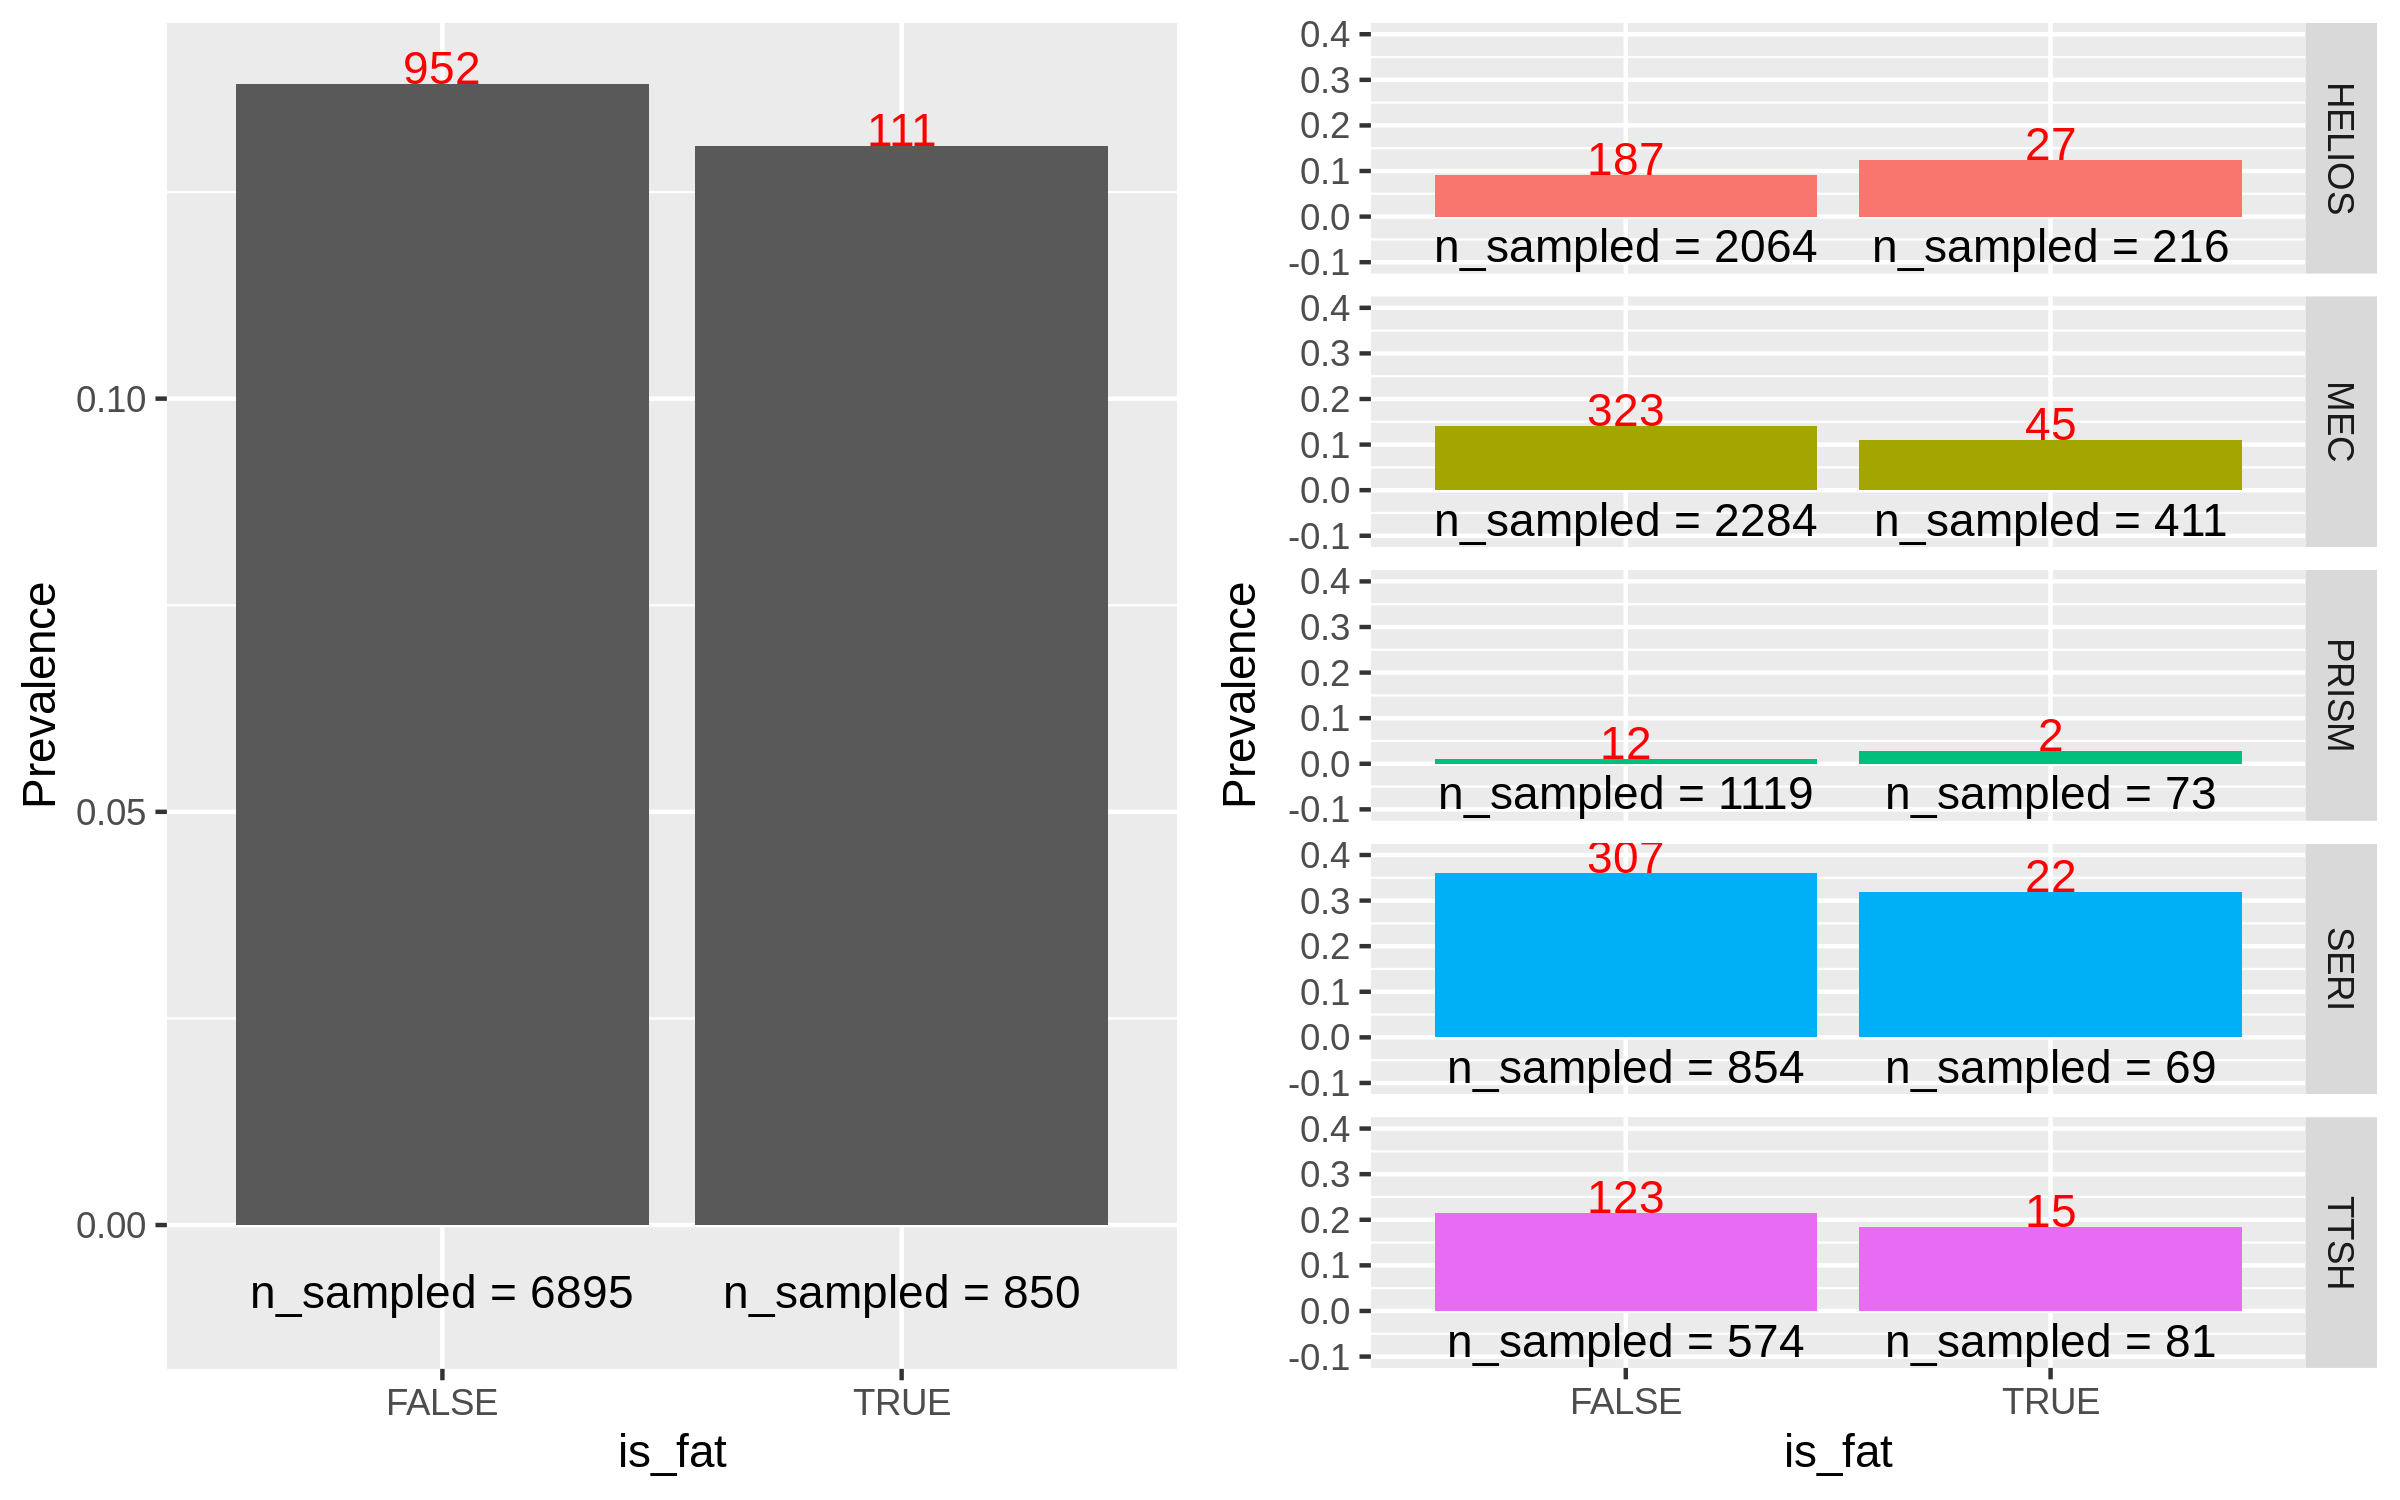 952
111
0.10
0.05
0.00
Prevalence
n_sampled = 6895
n_sampled = 850
FALSE
TRUE
is_fat
Prevalence
0.4
0.3
0.2
0.1
0.0
-0.1
187
27
n_sampled = 2064
n_sampled = 216
HELIOS
0.4
0.3
0.2
0.1
0.0
-0.1
323
45
n_sampled = 2284
n_sampled = 411
MEC
0.4
0.3
0.2
0.1
0.0
-0.1
12
2
n_sampled = 1119
n_sampled = 73
PRISM
0.4
0.3
0.2
0.1
0.0
-0.1
307
22
n_sampled = 854
n_sampled = 69
SERI
0.4
0.3
0.2
0.1
0.0
-0.1
123
15
n_sampled = 574
n_sampled = 81
TTSH
FALSE
TRUE
is_fat